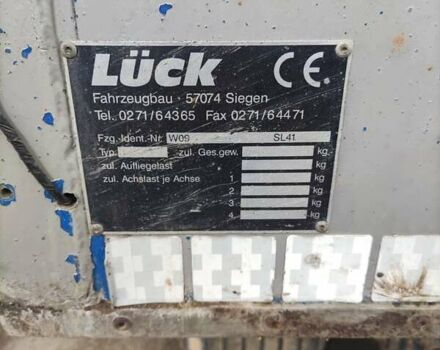 LÜCK CE
Fahrzeugbau · 57074 Siegen
Tel. 0271/64365 Fax 0271/64471
Fzg.-Ident.-Nr. W09 SL41
Typ zul. Ges.gew. kg
zul. Aufliegelast kg
zul. Achslast je Achse 1 kg
2 kg
3 kg
4 kg